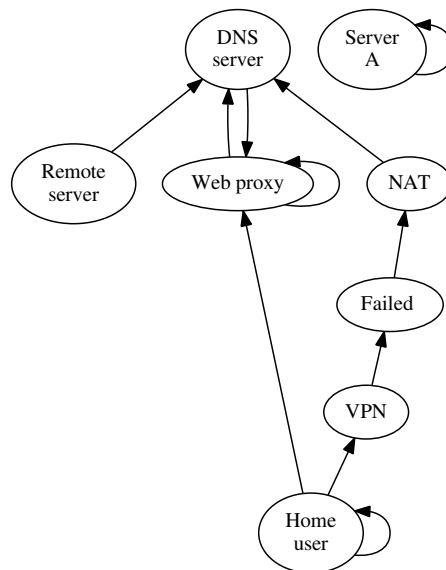 DNS
server
Server
A
Remote
server
Web proxy
NAT
Failed
VPN
Home
user